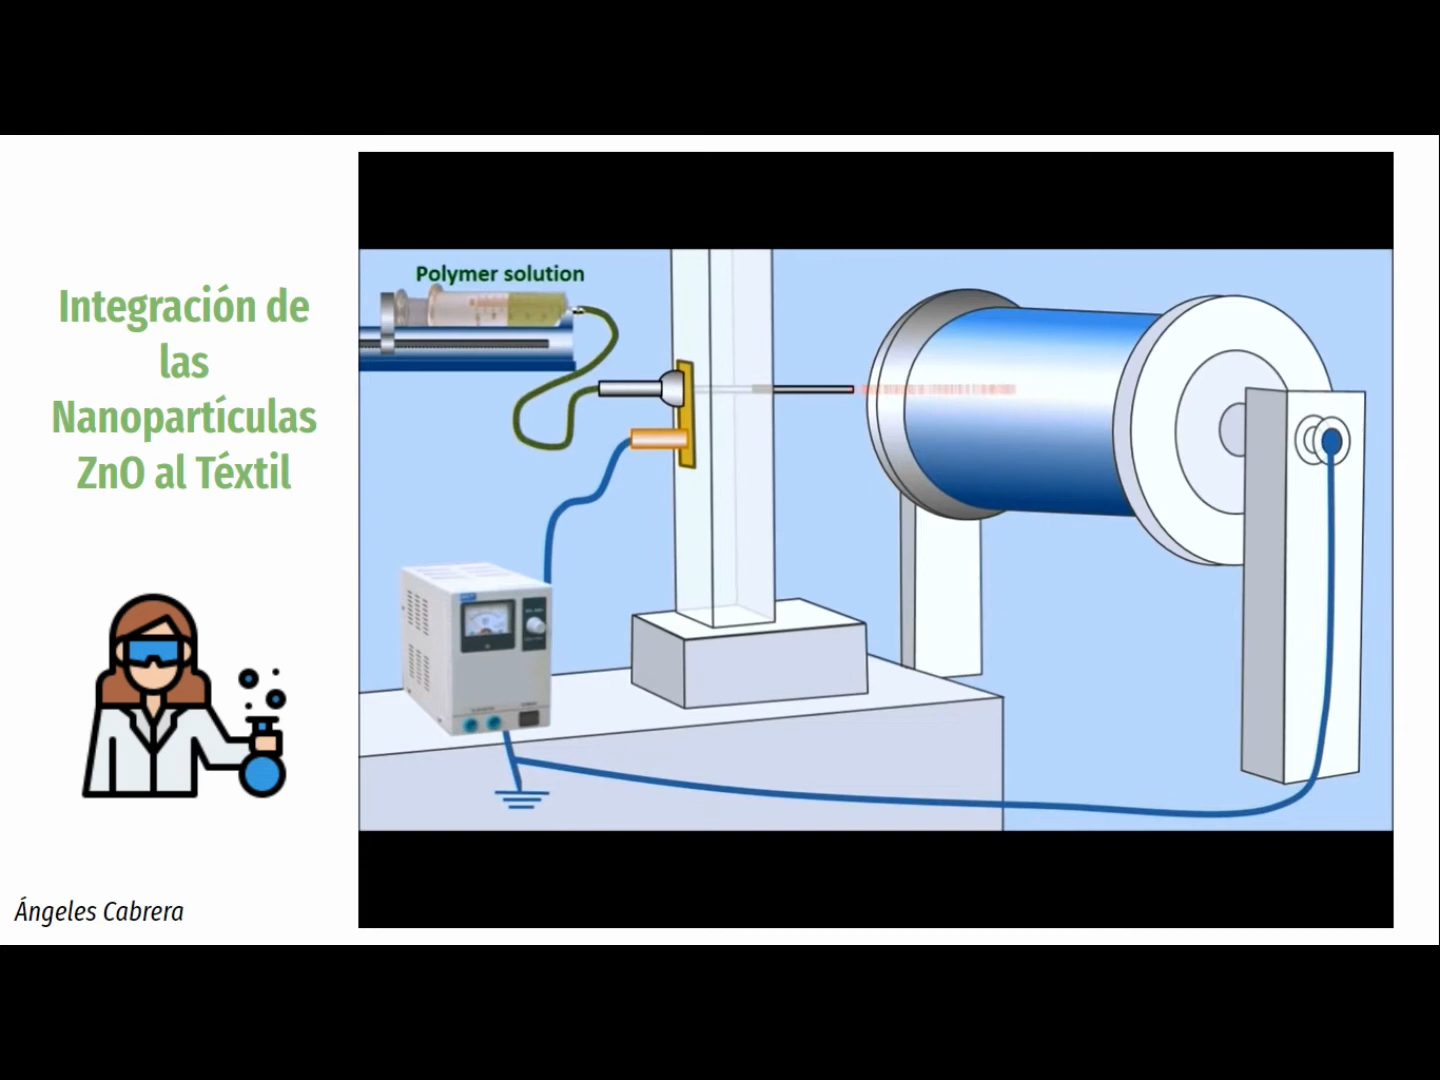 Integración de
las
Nanopartículas
ZnO al Téxtil
Polymer solution
Ángeles Cabrera